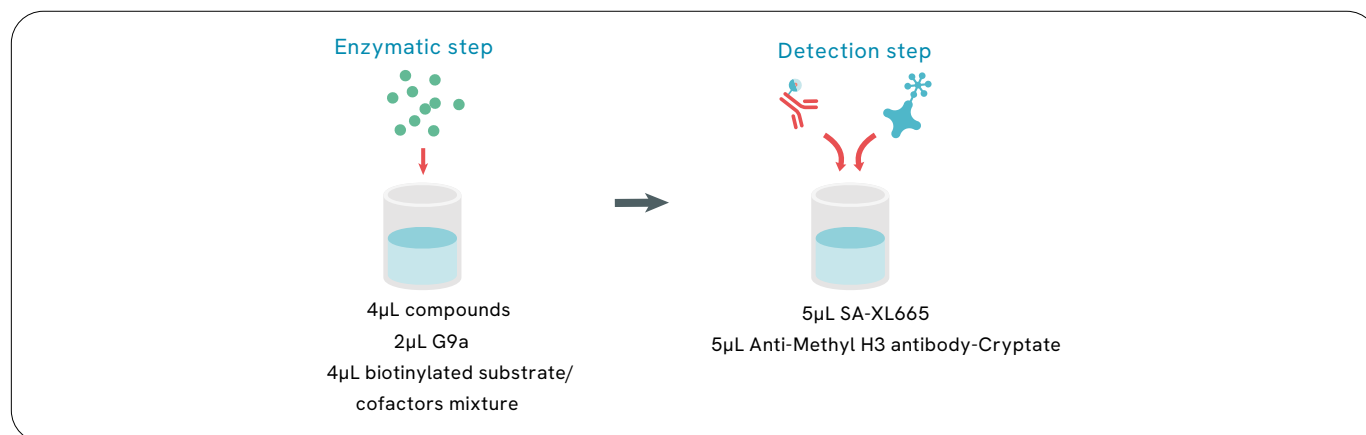 Enzymatic step
Detection step
4µL compounds
2µL G9a
4µL biotinylated substrate/
cofactors mixture
5µL SA-XL665
5µL Anti-Methyl H3 antibody-Cryptate